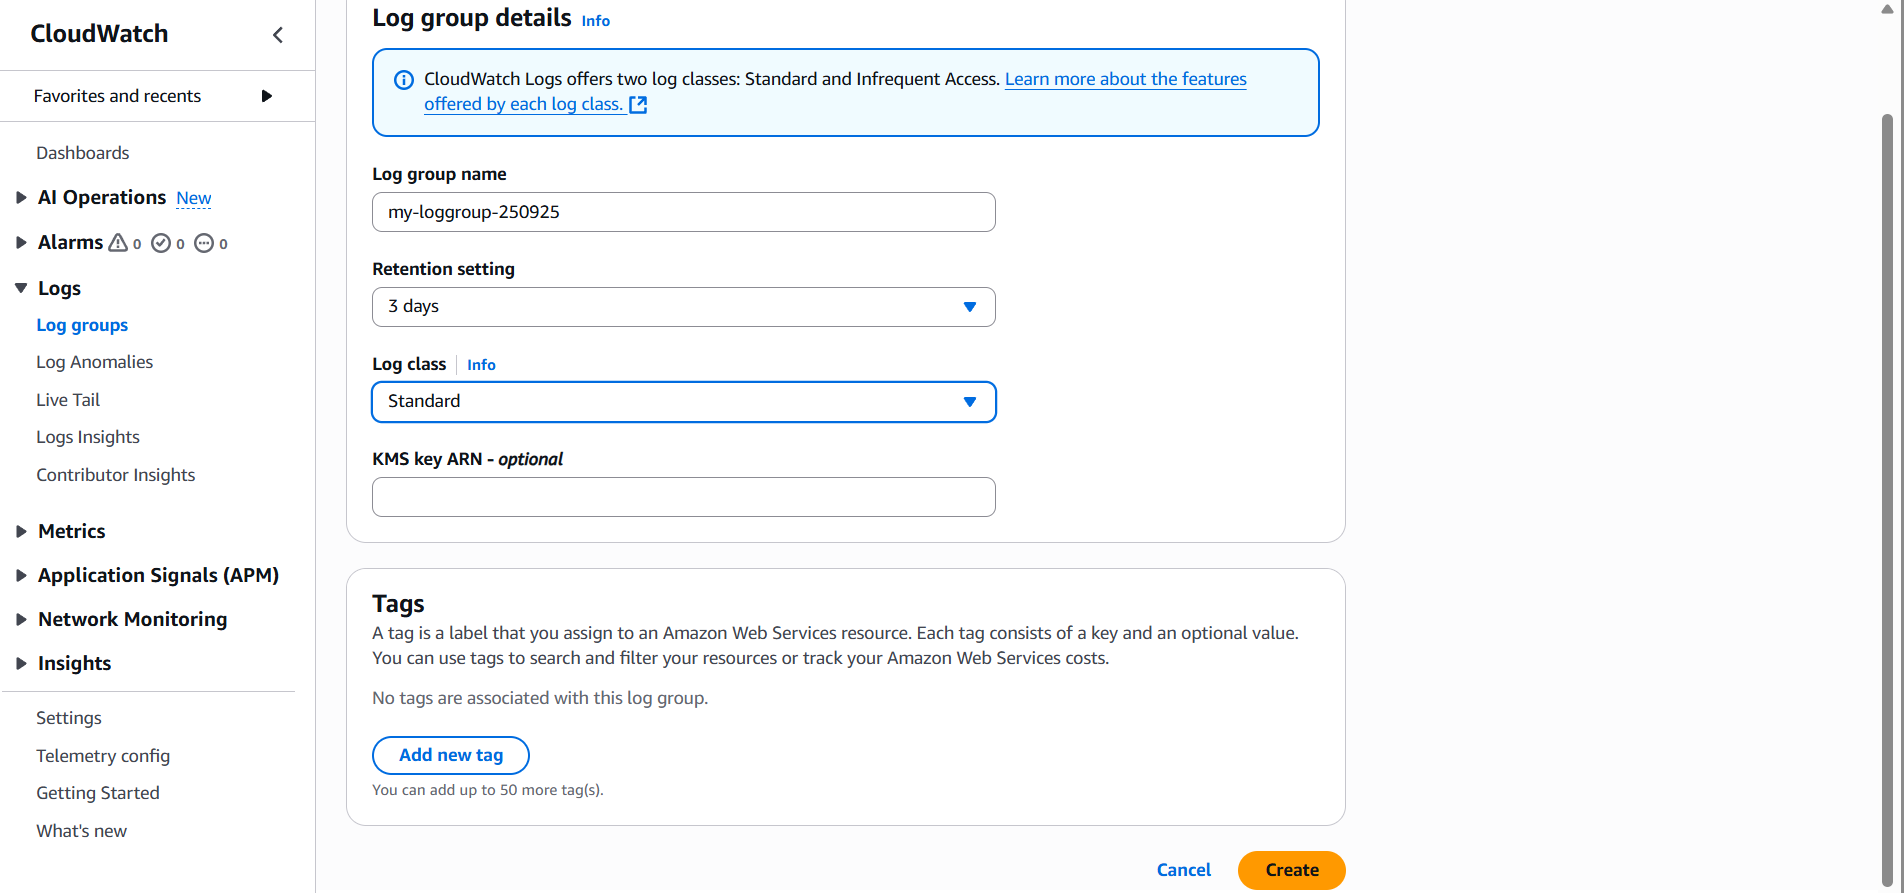 CloudWatch
Favorites and recents
Dashboards
AI Operations New
Alarms 0 0 0
Logs
Log groups
Log Anomalies
Live Tail
Logs Insights
Contributor Insights
Metrics
Application Signals (APM)
Network Monitoring
Insights
Settings
Telemetry config
Getting Started
What's new
Log group details Info
CloudWatch Logs offers two log classes: Standard and Infrequent Access. Learn more about the features
offered by each log class.
Log group name
my-loggroup-250925
Retention setting
3 days
Log class Info
Standard
KMS key ARN - optional
Tags
A tag is a label that you assign to an Amazon Web Services resource. Each tag consists of a key and an optional value.
You can use tags to search and filter your resources or track your Amazon Web Services costs.
No tags are associated with this log group.
Add new tag
You can add up to 50 more tag(s).
Cancel Create